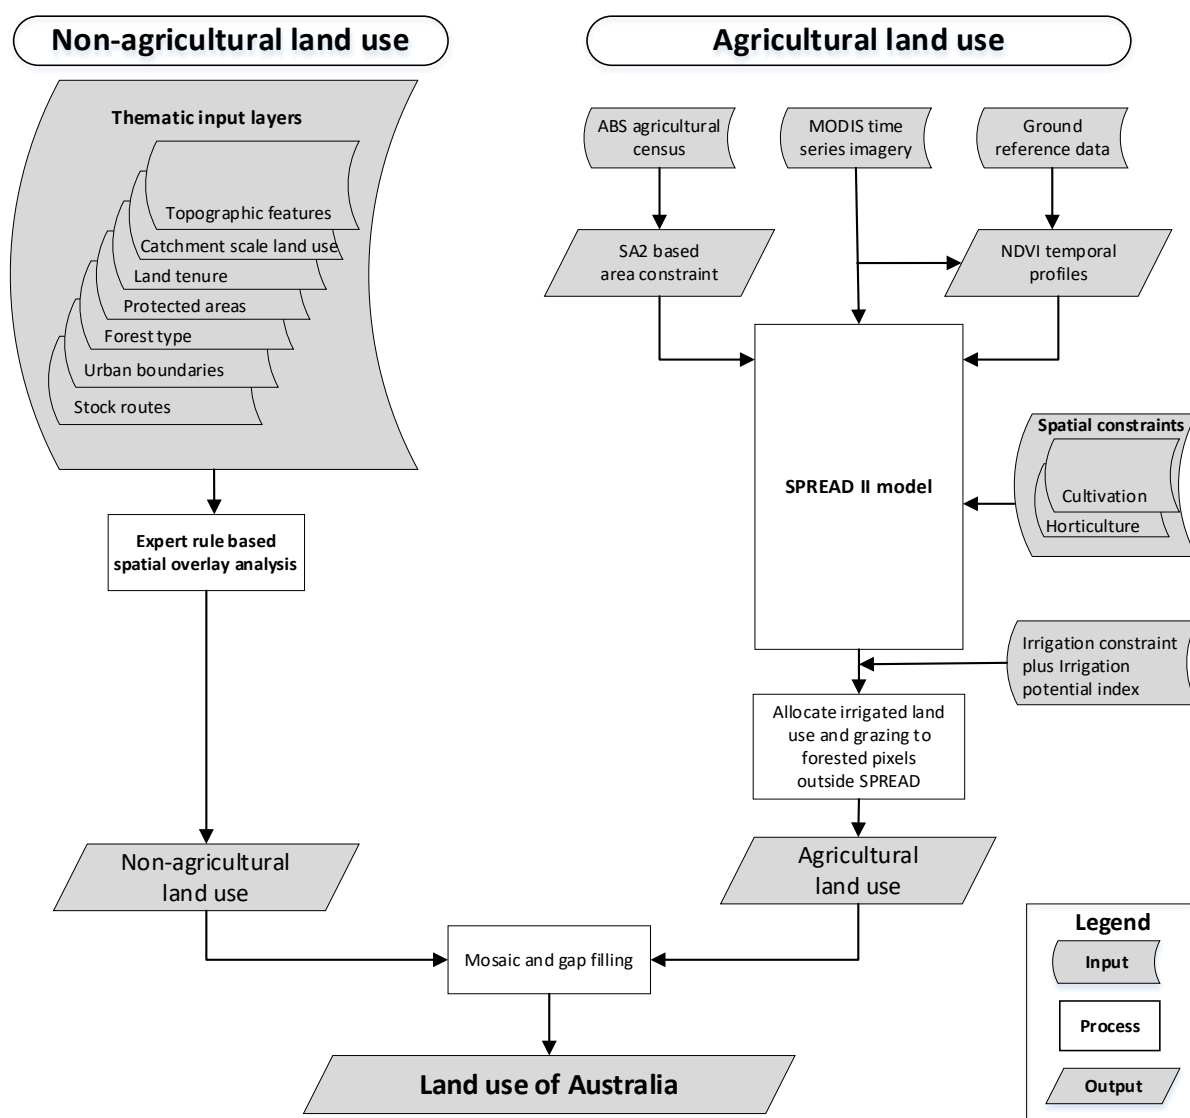 Non-agricultural land use
Thematic input layers
Topographic features
Catchment scale land use
Land tenure
Protected areas
Forest type
Urban boundaries
Stock routes
Expert rule based
spatial overlay analysis
Non-agricultural
land use
Agricultural land use
ABS agricultural
census
MODIS time
series imagery
Ground
reference data
SA2 based
area constraint
NDVI temporal
profiles
SPREAD II model
Spatial constraints
Cultivation
Horticulture
Irrigation constraint
plus Irrigation
potential index
Allocate irrigated land
use and grazing to
forested pixels
outside SPREAD
Agricultural
land use
Mosaic and gap filling
Land use of Australia
Legend
Input
Process
Output